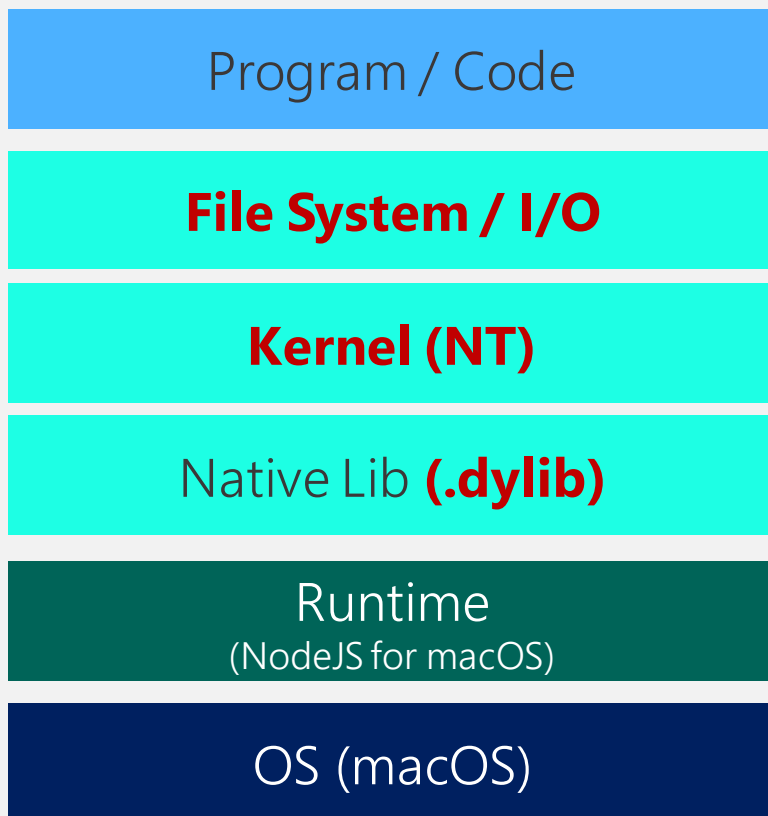 Program / Code
File System / I/O
Kernel (NT)
Native Lib (.dylib)
Runtime
(NodeJS for macOS)
OS (macOS)